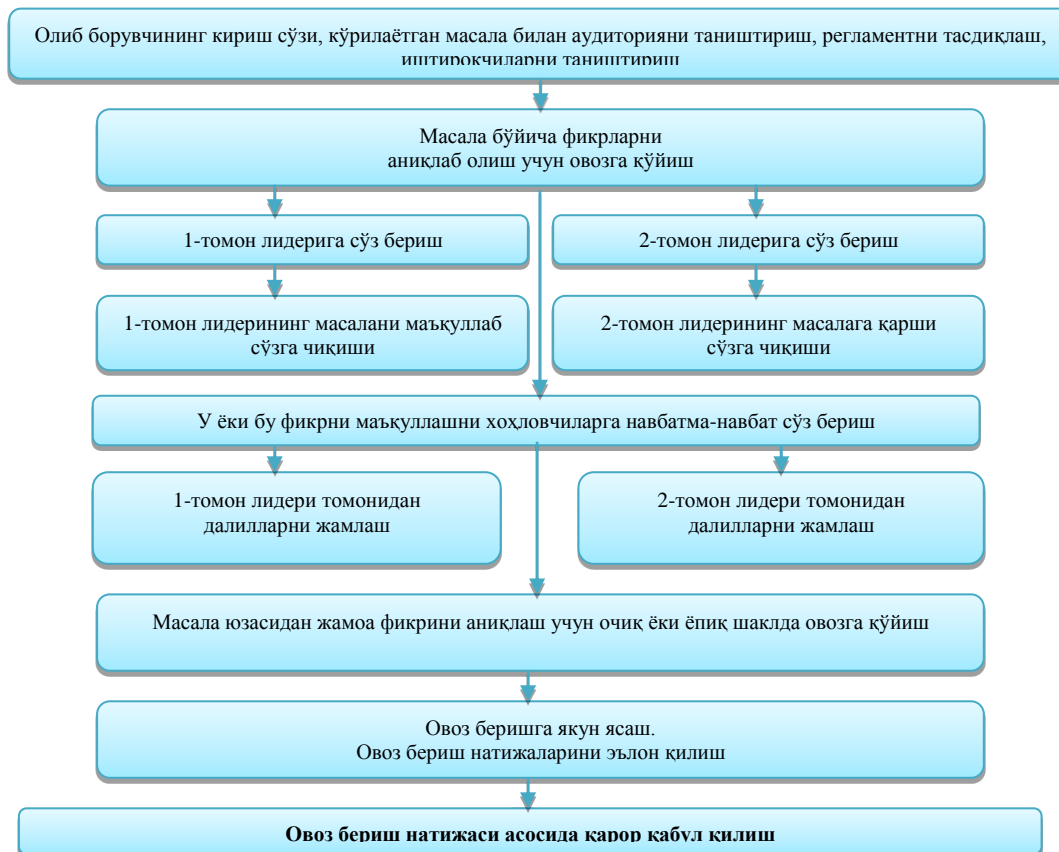 Олиб борувчининг кириш сўзи, кўрилаётган масала билан аудиторияни таништириш, регламентни тасдиқлаш,
иштирокчиларни таништириш
Масала бўйича фикрларни
аниқлаб олиш учун овозга қўйиш
1-томон лидерига сўз бериш
2-томон лидерига сўз бериш
1-томон лидерининг масалани маъқуллаб
сўзга чиқиши
2-томон лидерининг масалага қарши
сўзга чиқиши
У ёки бу фикрни маъқуллашни хоҳловчиларга навбатма-навбат сўз бериш
1-томон лидери томонидан
далилларни жамлаш
2-томон лидери томонидан
далилларни жамлаш
Масала юзасидан жамоа фикрини аниқлаш учун очиқ ёки ёпиқ шаклда овозга қўйиш
Овоз беришга якун ясаш.
Овоз бериш натижаларини эълон қилиш
Овоз бериш натижаси асосида қарор қабул қилиш